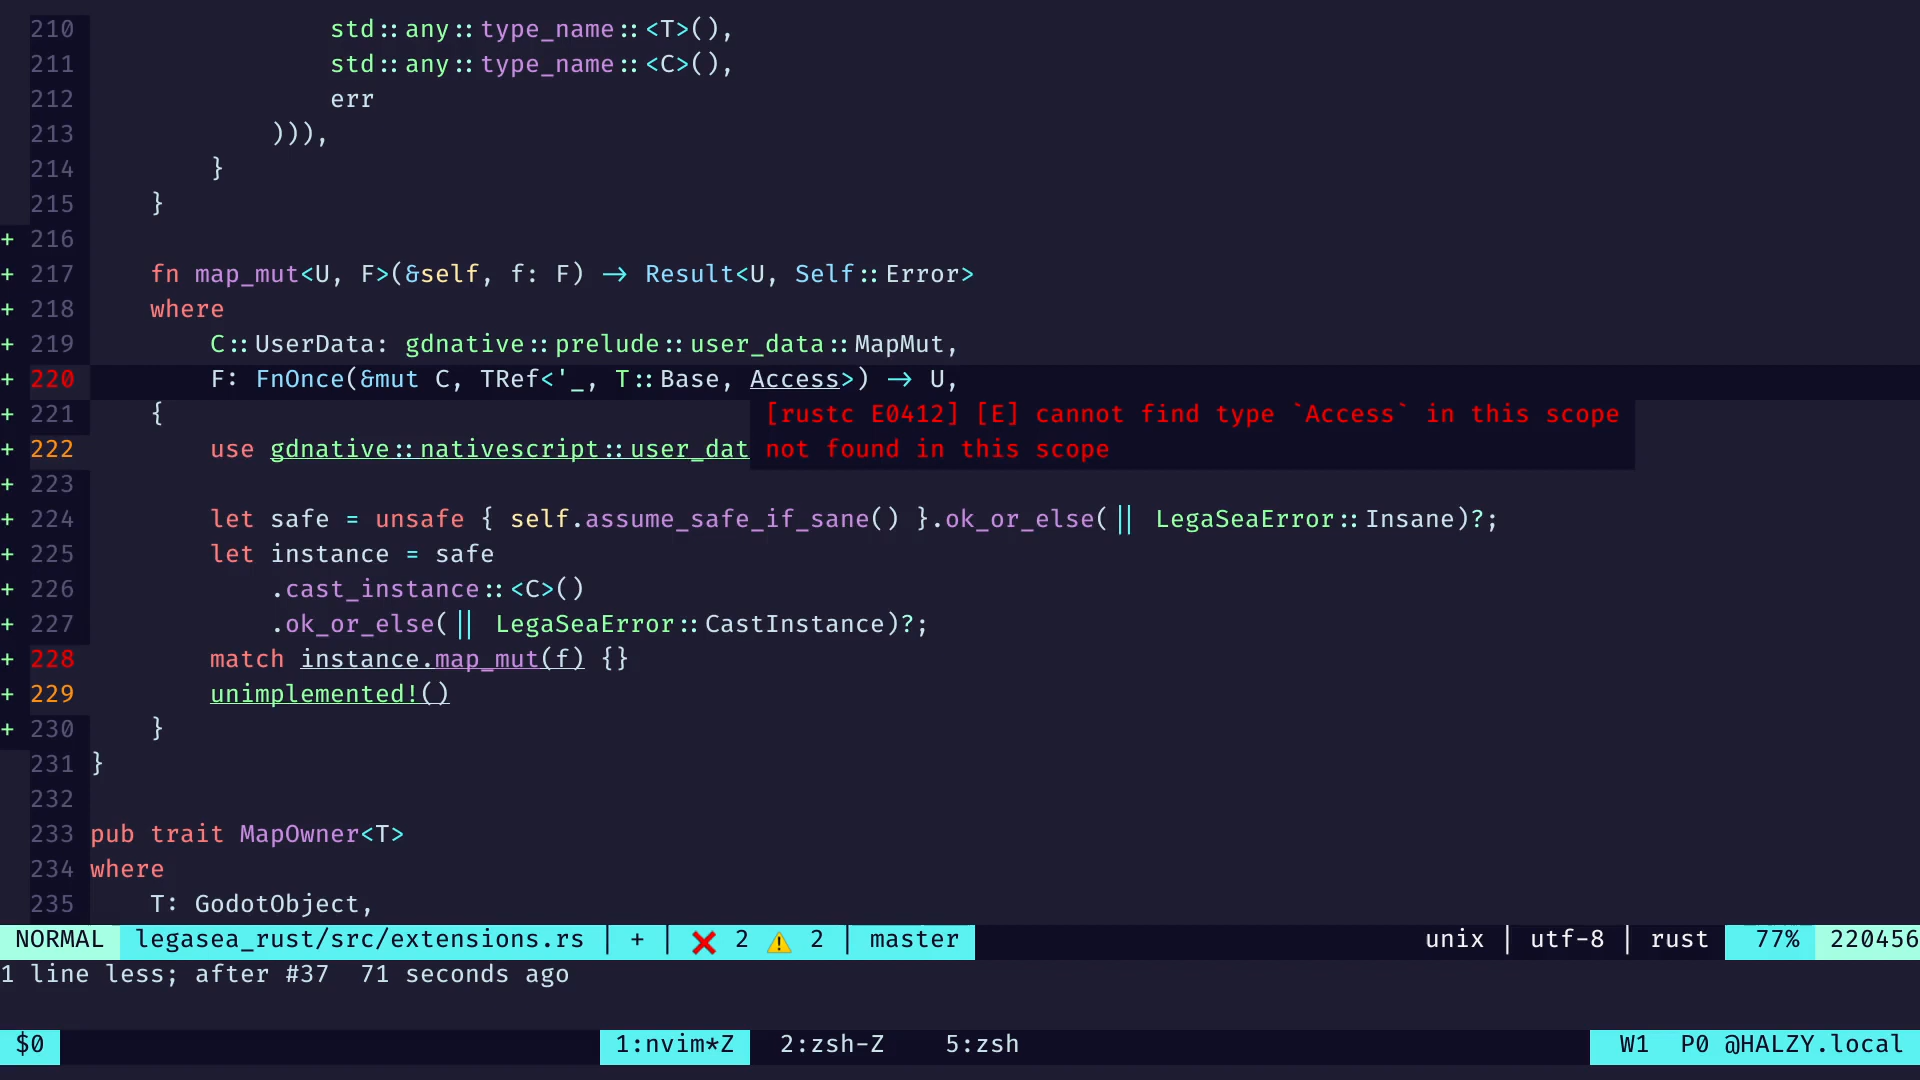 210                 std::any::type_name::<T>(),
211                 std::any::type_name::<C>(),
212                 err
213             ))),
214         }
215     }
+ 216
+ 217     fn map_mut<U, F>(&self, f: F) -> Result<U, Self::Error>
+ 218     where
+ 219         C::UserData: gdnative::prelude::user_data::MapMut,
+ 220         F: FnOnce(&mut C, TRef<'_, T::Base, Access>) -> U,
+ 221     { [rustc E0412] [E] cannot find type `Access` in this scope
+ 222         use gdnative::nativescript::user_dat not found in this scope
+ 223
+ 224         let safe = unsafe { self.assume_safe_if_sane() }.ok_or_else(|| LegaSeaError::Insane)?;
+ 225         let instance = safe
+ 226             .cast_instance::<C>()
+ 227             .ok_or_else(|| LegaSeaError::CastInstance)?;
+ 228         match instance.map_mut(f) {}
+ 229         unimplemented!()
+ 230     }
231 }
232
233 pub trait MapOwner<T>
234 where
235     T: GodotObject,
NORMAL legasea_rust/src/extensions.rs | + | ❌ 2 ⚠ 2 | master unix | utf-8 | rust 77% 220456
1 line less; after #37  71 seconds ago
$0 1:nvim*Z 2:zsh-Z 5:zsh W1 P0 @HALZY.local